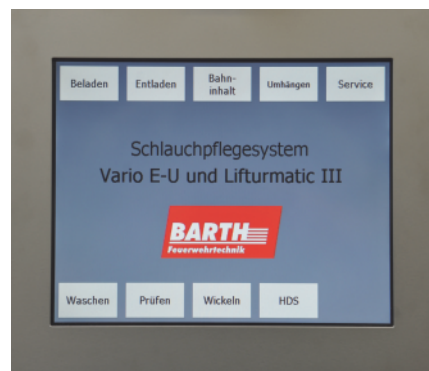 Beladen
Entladen
Bahn-
inhalt
Umhängen
Service
Schlauchpflegesystem
Vario E-U und Lifturmatic III
BARTH
Feuerwehrtechnik
Waschen
Prüfen
Wickeln
HDS